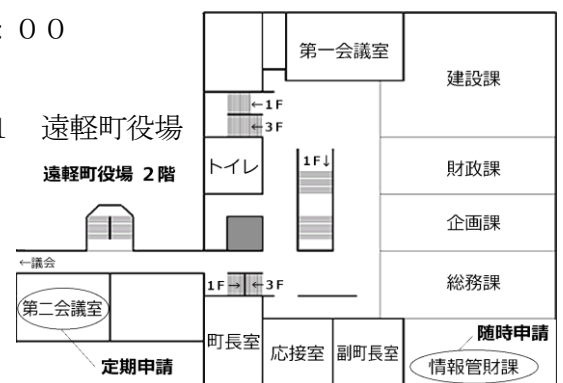 ：００
1　遠軽町役場
遠軽町役場 ２階
第一会議室
建設課
←1F
←3F
トイレ
1F↓
財政課
企画課
←議会
1F→
←3F
総務課
第二会議室
町長室
応接室
副町長室
随時申請
情報管財課
定期申請